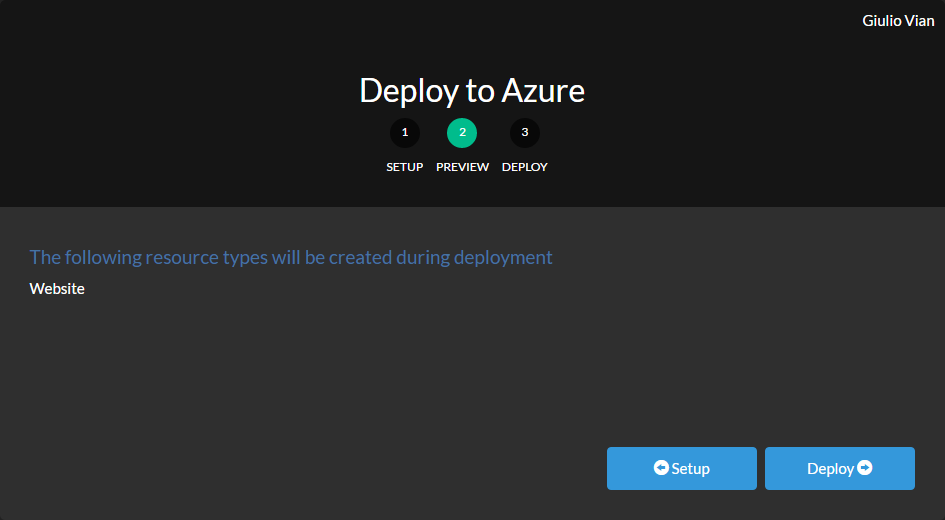 Giulio Vian
Deploy to Azure
1 2 3
SETUP PREVIEW DEPLOY
The following resource types will be created during deployment
Website
Setup Deploy